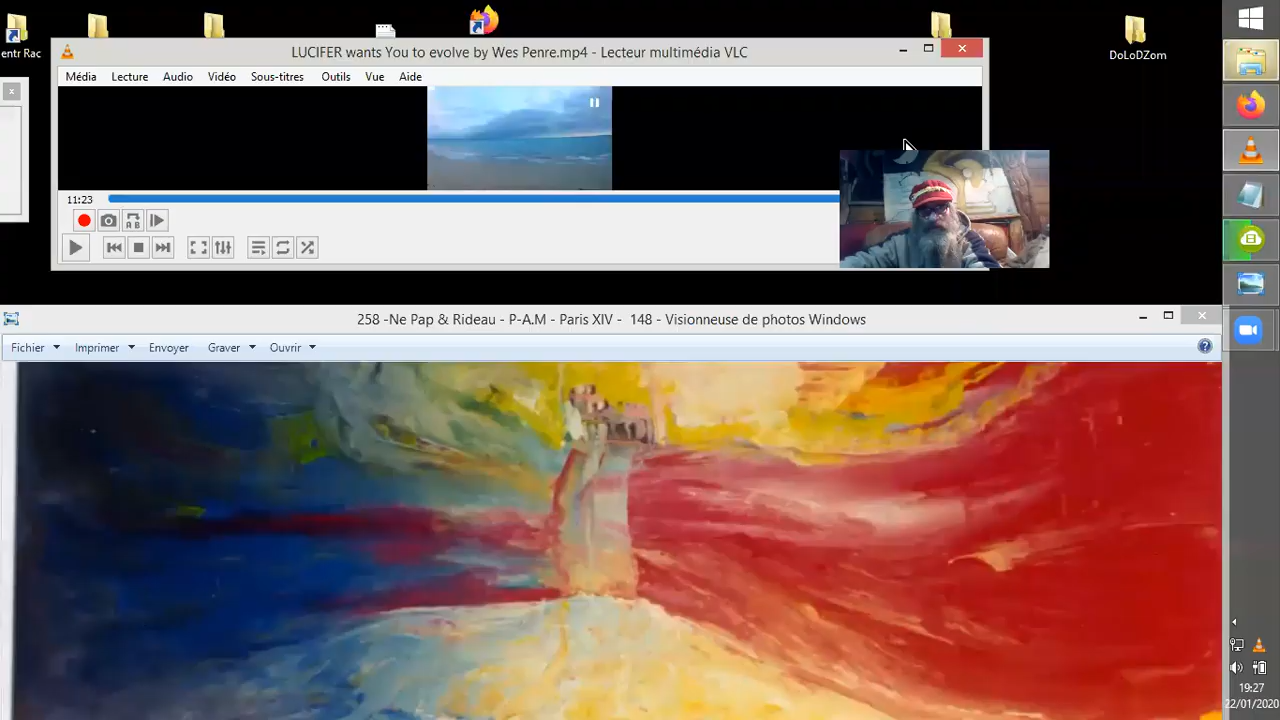 entr Rac
DoLoDZom
LUCIFER wants You to evolve by Wes Penre.mp4 - Lecteur multimédia VLC
Média Lecture Audio Vidéo Sous-titres Outils Vue Aide
11:23
258 -Ne Pap & Rideau - P-A.M - Paris XIV - 148 - Visionneuse de photos Windows
Fichier Imprimer Envoyer Graver Ouvrir
19:27
22/01/2020